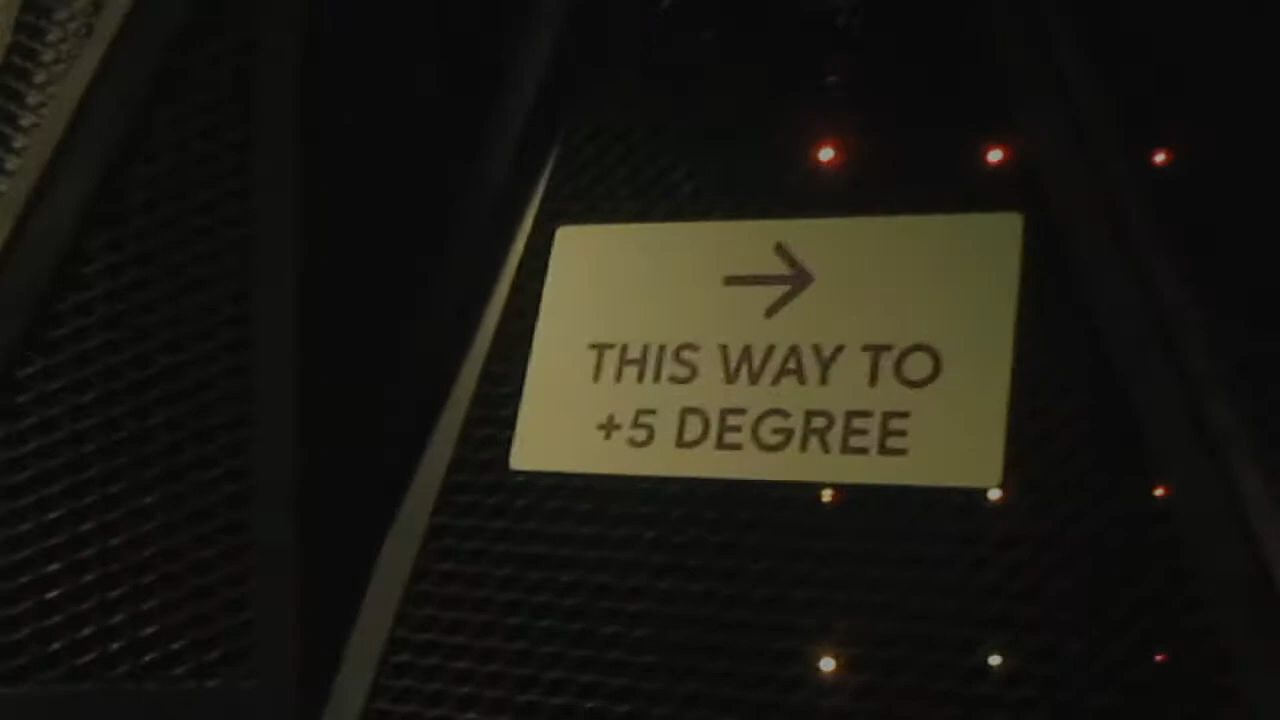 →
THIS WAY TO
+5 DEGREE